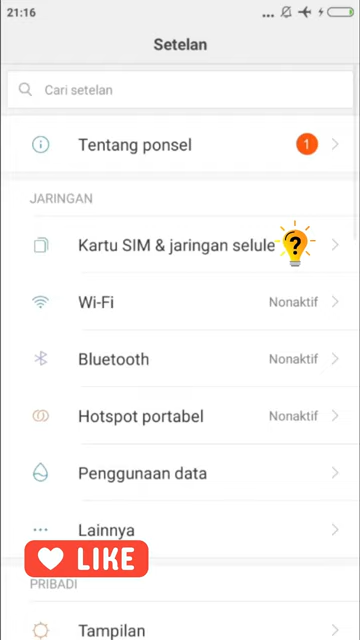 21:16
Setelan
Cari setelan
Tentang ponsel 1
JARINGAN
Kartu SIM & jaringan selule ?
Wi-Fi Nonaktif
Bluetooth Nonaktif
Hotspot portabel Nonaktif
Penggunaan data
Lainnya
LIKE
PRIBADI
Tampilan